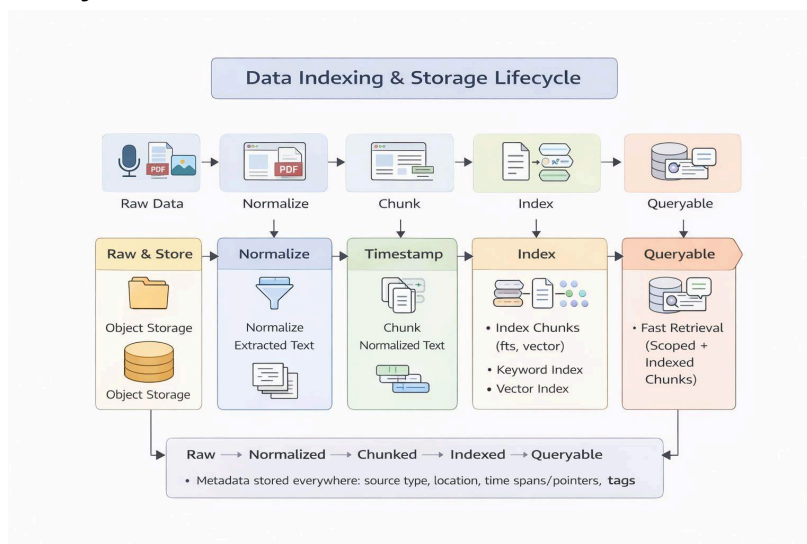 Data Indexing & Storage Lifecycle
PDF
PDF
Raw Data
Normalize
Chunk
Index
Queryable
Raw & Store
Object Storage
Object Storage
Normalize
Normalize
Extracted Text
Timestamp
Chunk
Normalized Text
Index
• Index Chunks
(fts, vector)
• Keyword Index
• Vector Index
Queryable
• Fast Retrieval
(Scoped +
Indexed
Chunks)
Raw → Normalized → Chunked → Indexed → Queryable
• Metadata stored everywhere: source type, location, time spans/pointers, tags